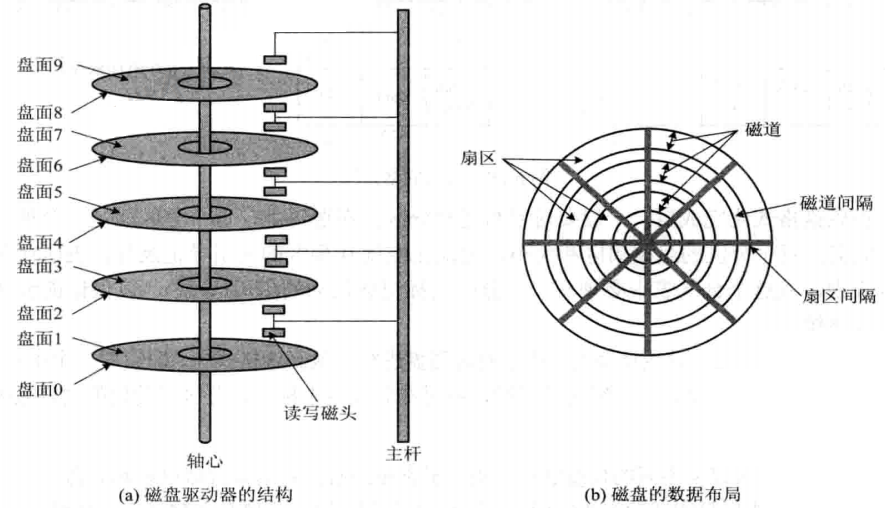 盘面9
盘面8
盘面7
盘面6
盘面5
盘面4
盘面3
盘面2
盘面1
盘面0
读写磁头
轴心
主杆
(a) 磁盘驱动器的结构
磁道
扇区
磁道间隔
扇区间隔
(b) 磁盘的数据布局